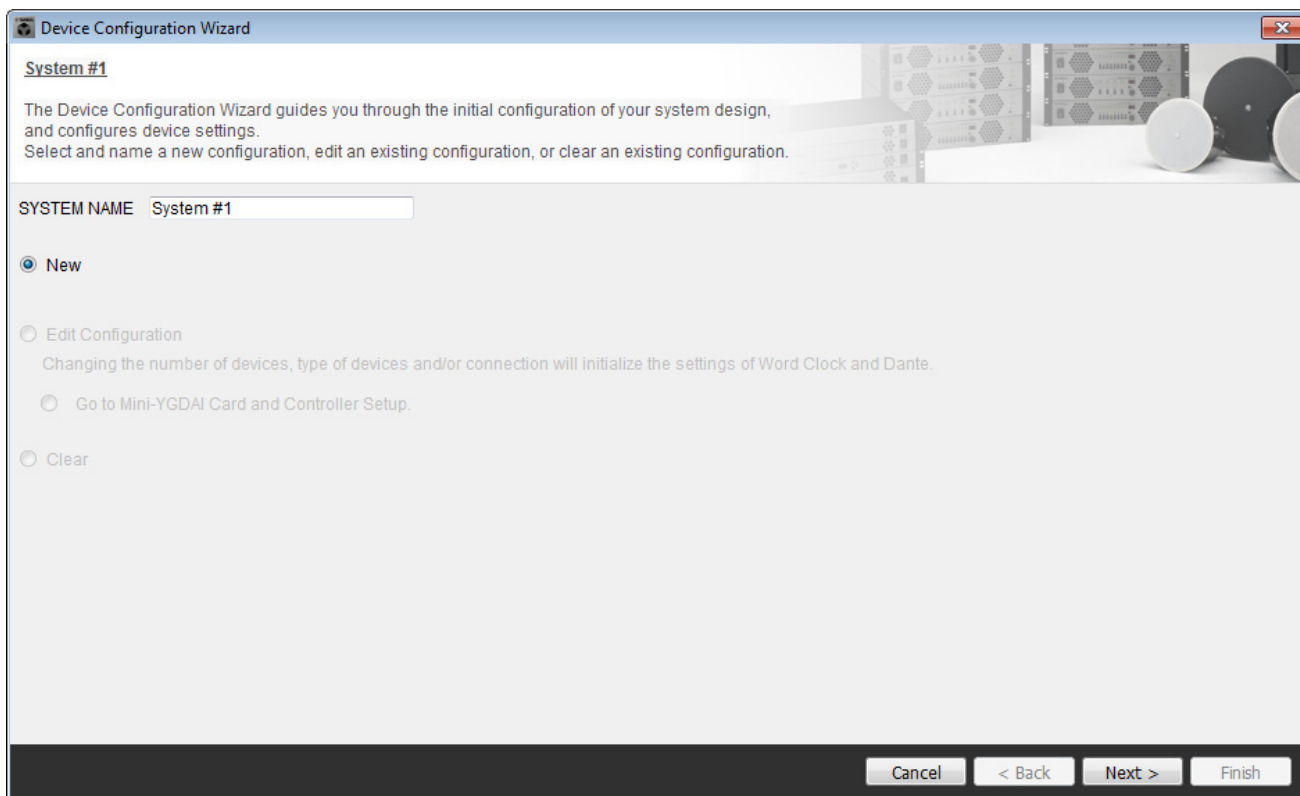 Device Configuration Wizard
System #1
The Device Configuration Wizard guides you through the initial configuration of your system design,
and configures device settings.
Select and name a new configuration, edit an existing configuration, or clear an existing configuration.
SYSTEM NAME System #1
New
Edit Configuration
Changing the number of devices, type of devices and/or connection will initialize the settings of Word Clock and Dante.
Go to Mini-YGDAI Card and Controller Setup.
Clear
Cancel < Back Next > Finish